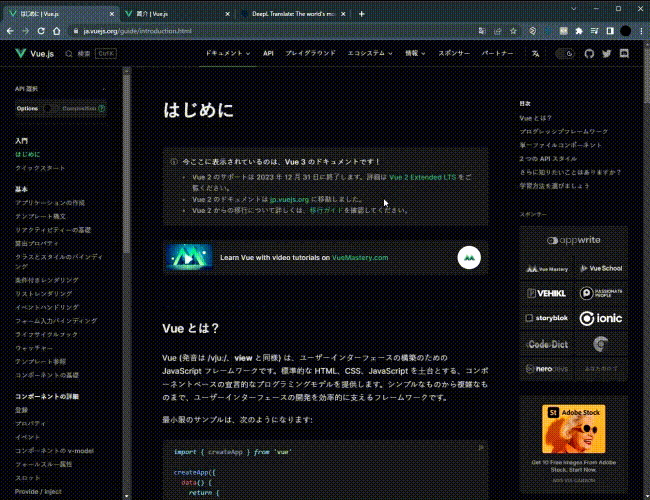 はじめに | Vue.js
簡介 | Vue.js
DeepL Translate: The world's mo
ja.vuejs.org/guide/introduction.html
Vue.js
検索
Ctrl K
ドキュメント
API
プレイグラウンド
エコシステム
情報
スポンサー
パートナー
API 選択
Options
Composition
入門
はじめに
クイックスタート
基本
アプリケーションの作成
テンプレート構文
リアクティビティーの基礎
算出プロパティ
クラスとスタイルのバインディ
ング
条件付きレンダリング
リストレンダリング
イベントハンドリング
フォーム入力バインディング
ライフサイクルフック
ウォッチャー
テンプレート参照
コンポーネントの基礎
コンポーネントの詳細
登録
プロパティ
イベント
コンポーネントの v-model
フォールスルー属性
スロット
Provide / inject
はじめに
今ここに表示されているのは、Vue 3 のドキュメントです！
Vue 2 のサポートは 2023 年 12 月 31 日に終了します。詳細は Vue 2 Extended LTS をご
覧ください。
Vue 2 のドキュメントは jp.vuejs.org に移動しました。
Vue 2 からの移行について詳しくは、移行ガイドを確認してください。
Learn Vue with video tutorials on VueMastery.com
Vue とは？
Vue (発音は /vjuː/、view と同様) は、ユーザーインターフェースの構築のための
JavaScript フレームワークです。標準的な HTML、CSS、JavaScript を土台とする、コンポ
ーネントベースの宣言的なプログラミングモデルを提供します。シンプルなものから複雑なも
のまで、ユーザーインターフェースの開発を効率的に支えるフレームワークです。
最小限のサンプルは、次のようになります:
js
import { createApp } from 'vue'
createApp({
data() {
return {
目次
Vue とは？
プログレッシブフレームワーク
単一ファイルコンポーネント
2 つの API スタイル
さらに知りたいことはありますか？
学習方法を選びましょう
スポンサー
appwrite
Vue Mastery
Vue School
VEHIKL
PASSIONATE
PEOPLE
storyblok
ionic
Code·Dict
herodevs
あなたのロゴ
St
Adobe Stock
Get 10 Free Images From Adobe
Stock. Start Now.
ADS VIA CARBON